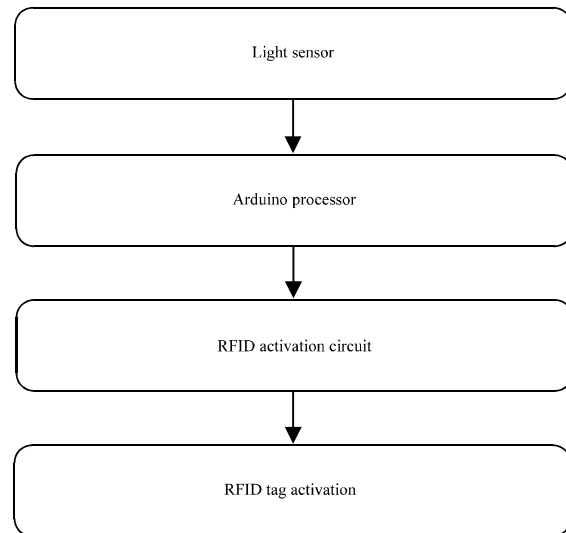 Light sensor
Arduino processor
RFID activation circuit
RFID tag activation